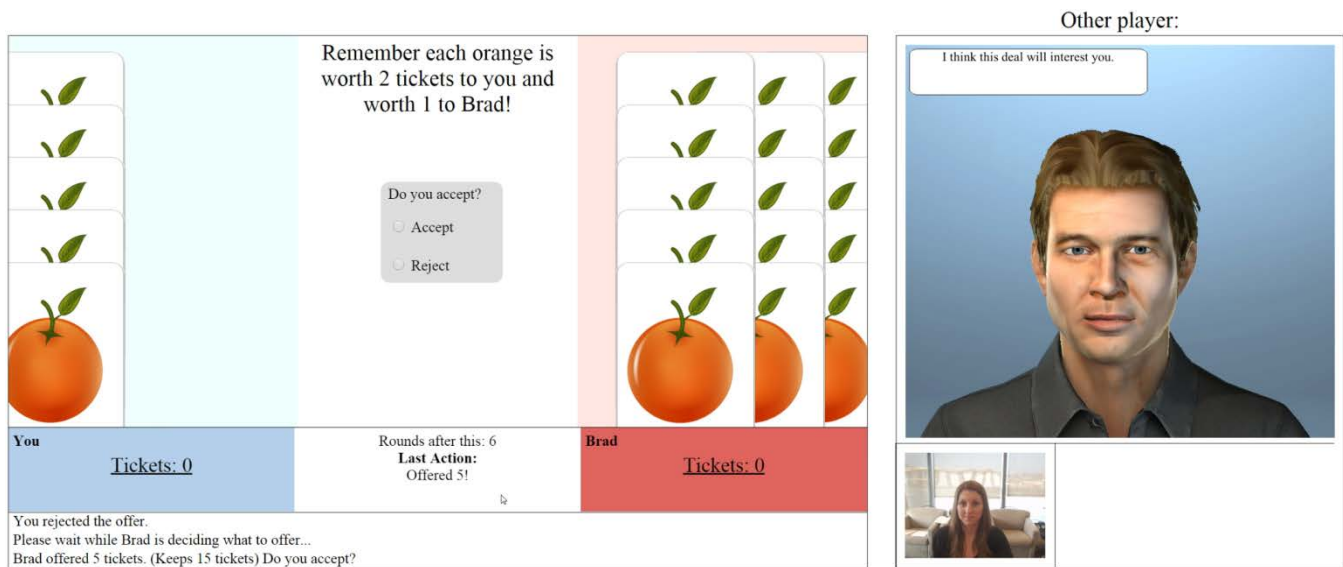 Other player:
Remember each orange is
worth 2 tickets to you and
worth 1 to Brad!
I think this deal will interest you.
Do you accept?
Accept
Reject
You
Tickets: 0
Rounds after this: 6
Last Action:
Offered 5!
Brad
Tickets: 0
You rejected the offer.
Please wait while Brad is deciding what to offer...
Brad offered 5 tickets. (Keeps 15 tickets) Do you accept?